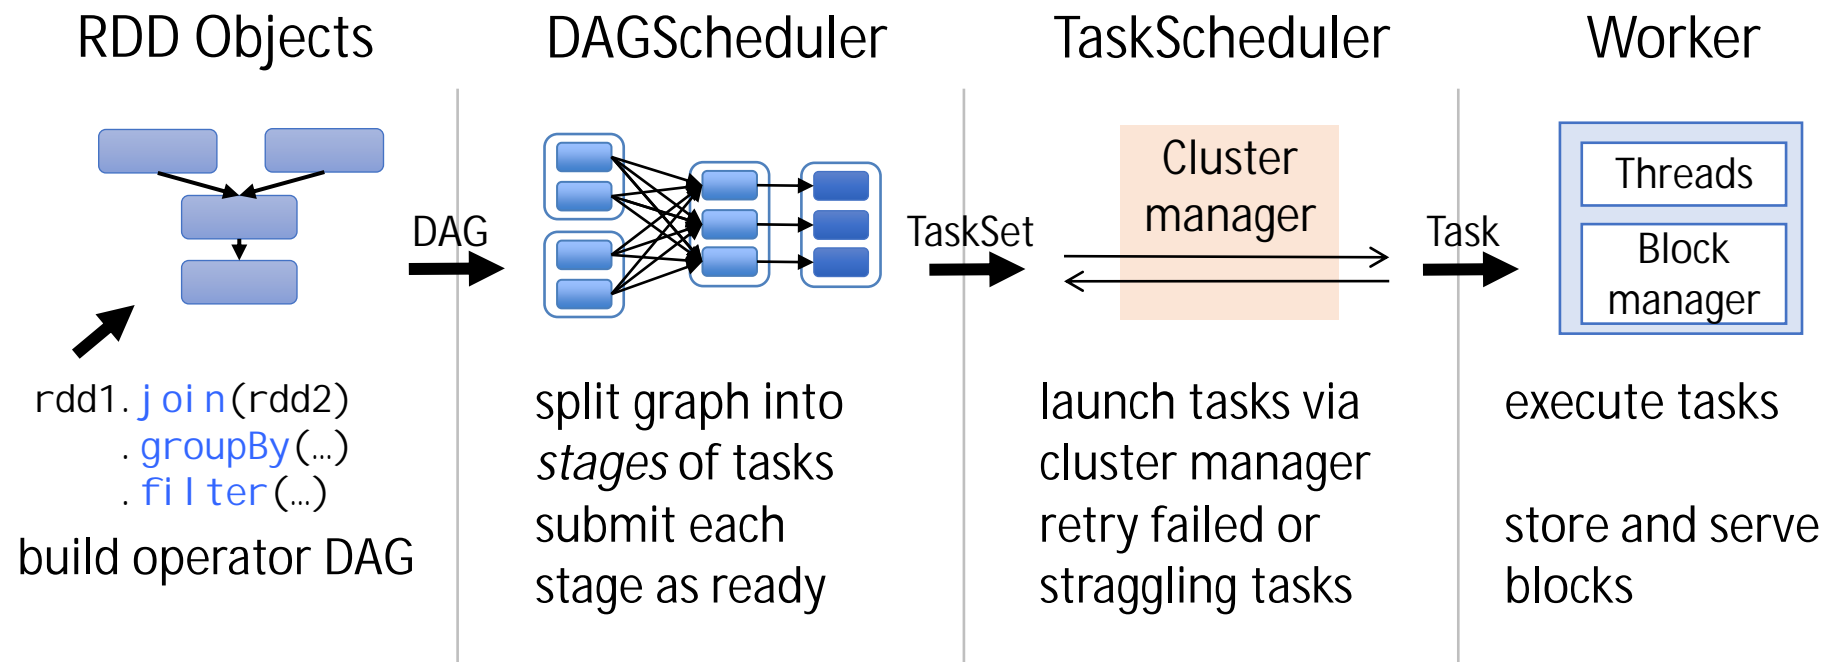 RDD Objects
DAGScheduler
TaskScheduler
Worker
DAG
TaskSet
Cluster
manager
Task
Threads
Block
manager
rdd1.join(rdd2)
.groupBy(…)
.filter(…)
build operator DAG
split graph into
stages of tasks
submit each
stage as ready
launch tasks via
cluster manager
retry failed or
straggling tasks
execute tasks
store and serve
blocks